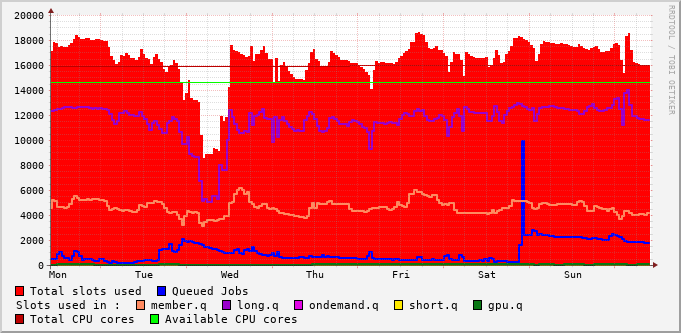 RRDTOOL / TOBI OETIKER
20000
18000
16000
14000
12000
10000
8000
6000
4000
2000
0
Mon Tue Wed Thu Fri Sat Sun
Total slots used Queued Jobs
Slots used in : member.q long.q ondemand.q short.q gpu.q
Total CPU cores Available CPU cores